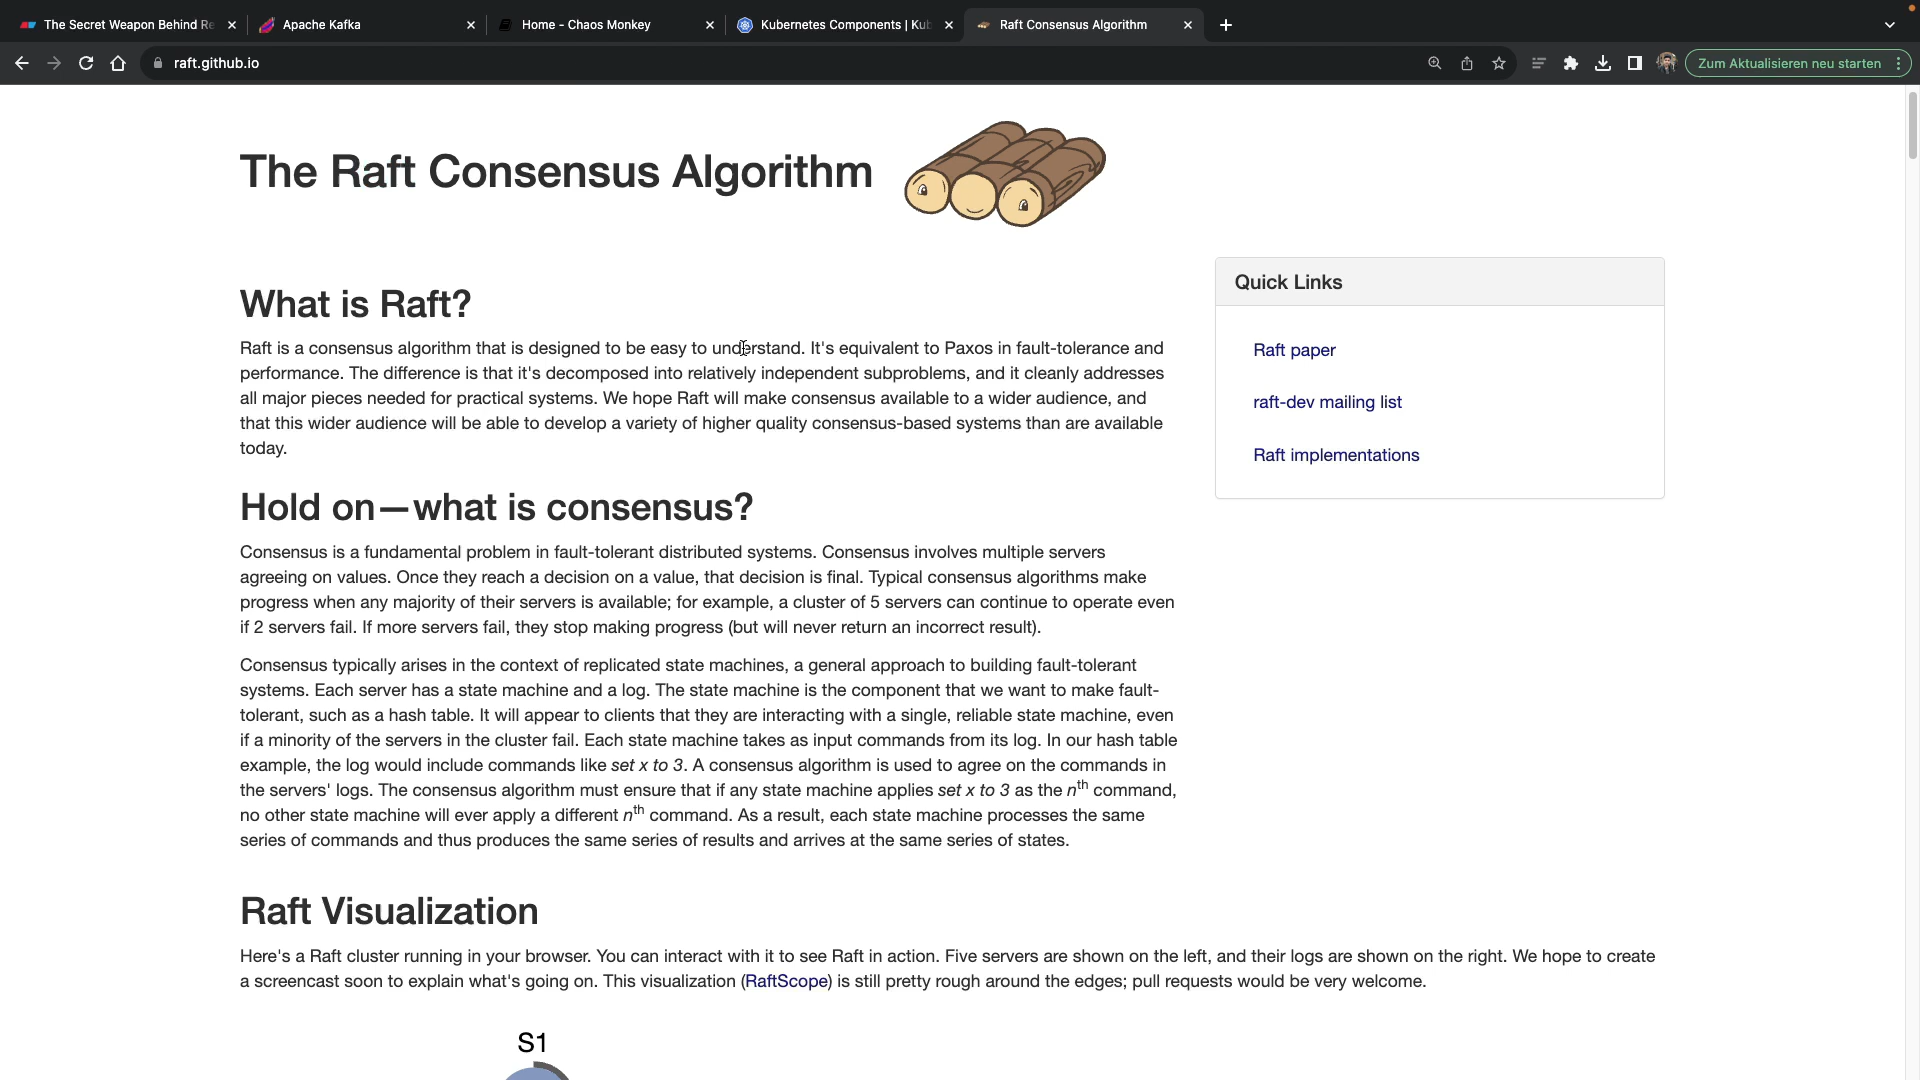 The Secret Weapon Behind Re
Apache Kafka
Home - Chaos Monkey
Kubernetes Components | Kub
Raft Consensus Algorithm
raft.github.io
Zum Aktualisieren neu starten
The Raft Consensus Algorithm
What is Raft?
Raft is a consensus algorithm that is designed to be easy to understand. It's equivalent to Paxos in fault-tolerance and
performance. The difference is that it's decomposed into relatively independent subproblems, and it cleanly addresses
all major pieces needed for practical systems. We hope Raft will make consensus available to a wider audience, and
that this wider audience will be able to develop a variety of higher quality consensus-based systems than are available
today.
Quick Links
Raft paper
raft-dev mailing list
Raft implementations
Hold on—what is consensus?
Consensus is a fundamental problem in fault-tolerant distributed systems. Consensus involves multiple servers
agreeing on values. Once they reach a decision on a value, that decision is final. Typical consensus algorithms make
progress when any majority of their servers is available; for example, a cluster of 5 servers can continue to operate even
if 2 servers fail. If more servers fail, they stop making progress (but will never return an incorrect result).
Consensus typically arises in the context of replicated state machines, a general approach to building fault-tolerant
systems. Each server has a state machine and a log. The state machine is the component that we want to make fault-
tolerant, such as a hash table. It will appear to clients that they are interacting with a single, reliable state machine, even
if a minority of the servers in the cluster fail. Each state machine takes as input commands from its log. In our hash table
example, the log would include commands like set x to 3. A consensus algorithm is used to agree on the commands in
the servers' logs. The consensus algorithm must ensure that if any state machine applies set x to 3 as the nth command,
no other state machine will ever apply a different nth command. As a result, each state machine processes the same
series of commands and thus produces the same series of results and arrives at the same series of states.
Raft Visualization
Here's a Raft cluster running in your browser. You can interact with it to see Raft in action. Five servers are shown on the left, and their logs are shown on the right. We hope to create
a screencast soon to explain what's going on. This visualization (RaftScope) is still pretty rough around the edges; pull requests would be very welcome.
S1